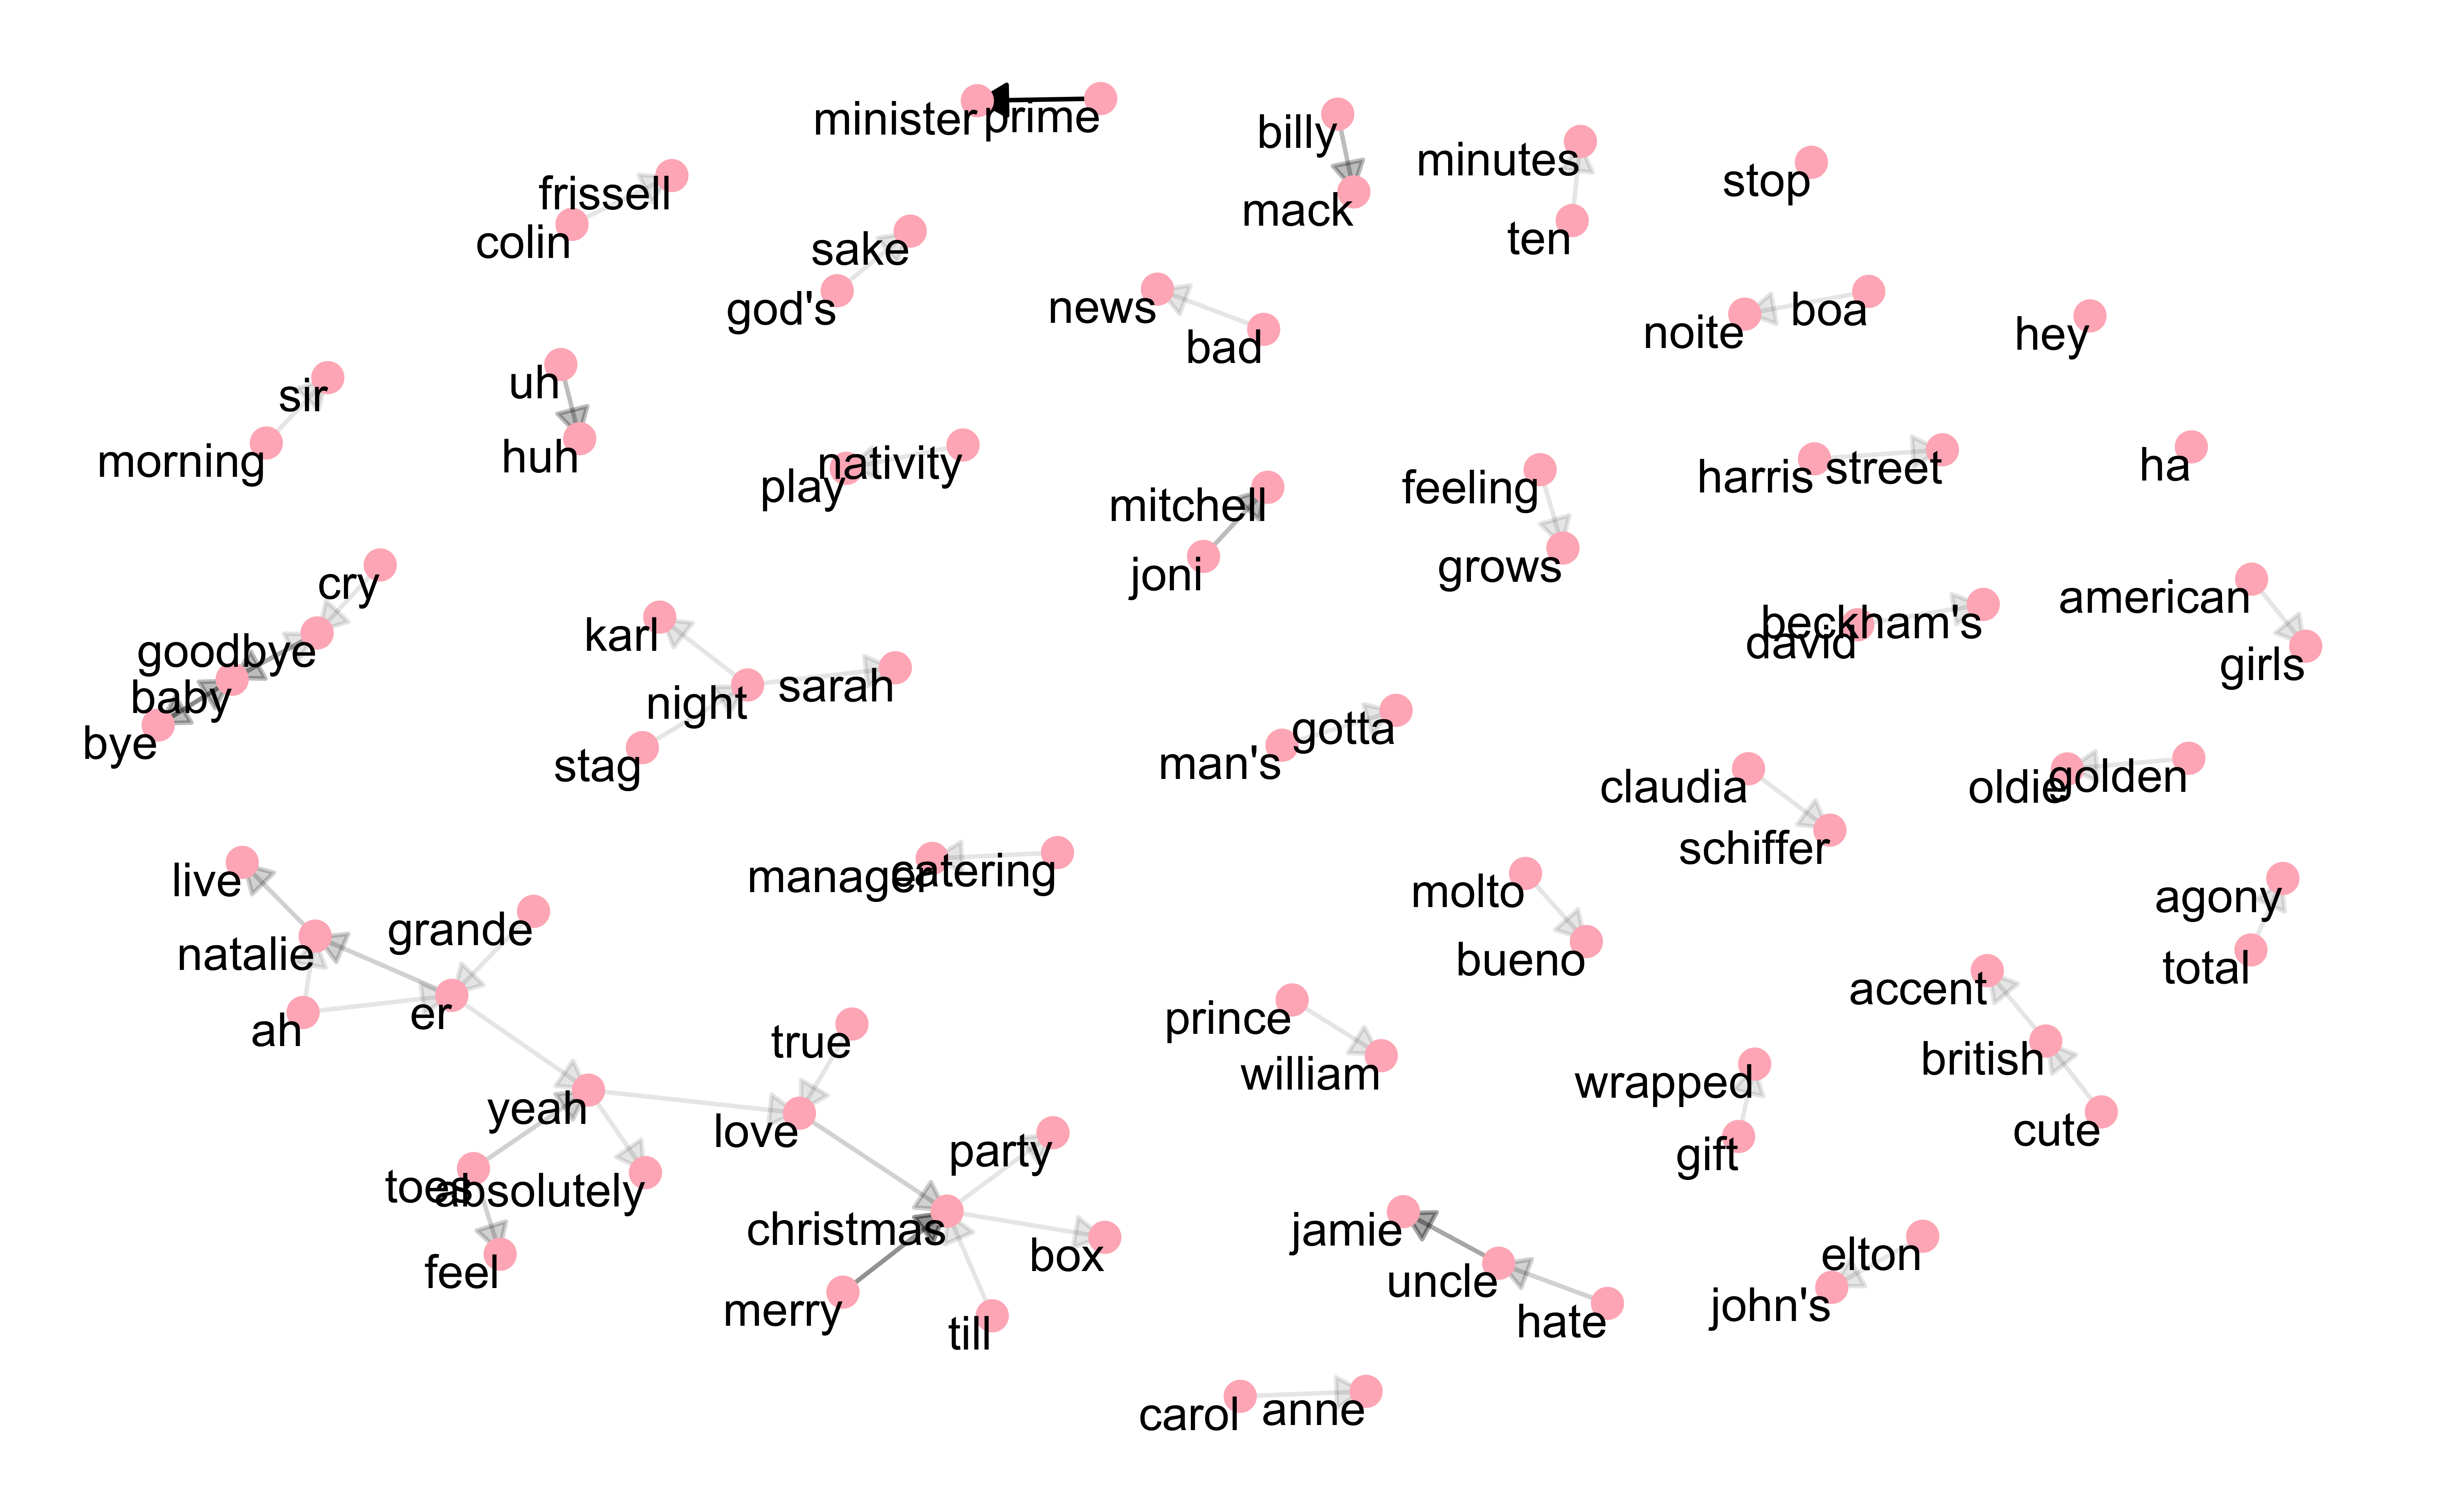 minister
prime
billy
minutes
mack
stop
frissell
colin
sake
ten
god's
news
bad
noite
boa
hey
sir
morning
uh
huh
play
nativity
mitchell
joni
feeling
grows
harris
street
ha
cry
goodbye
baby
bye
karl
night
sarah
stag
david
beckham's
american
girls
man's
gotta
claudia
schiffer
oldie
golden
live
natalie
grande
ah
er
manager
catering
molto
bueno
agony
total
accent
british
cute
true
love
yeah
toes
absolutely
feel
party
christmas
box
merry
till
prince
william
wrapped
gift
jamie
uncle
hate
elton
john's
carol
anne